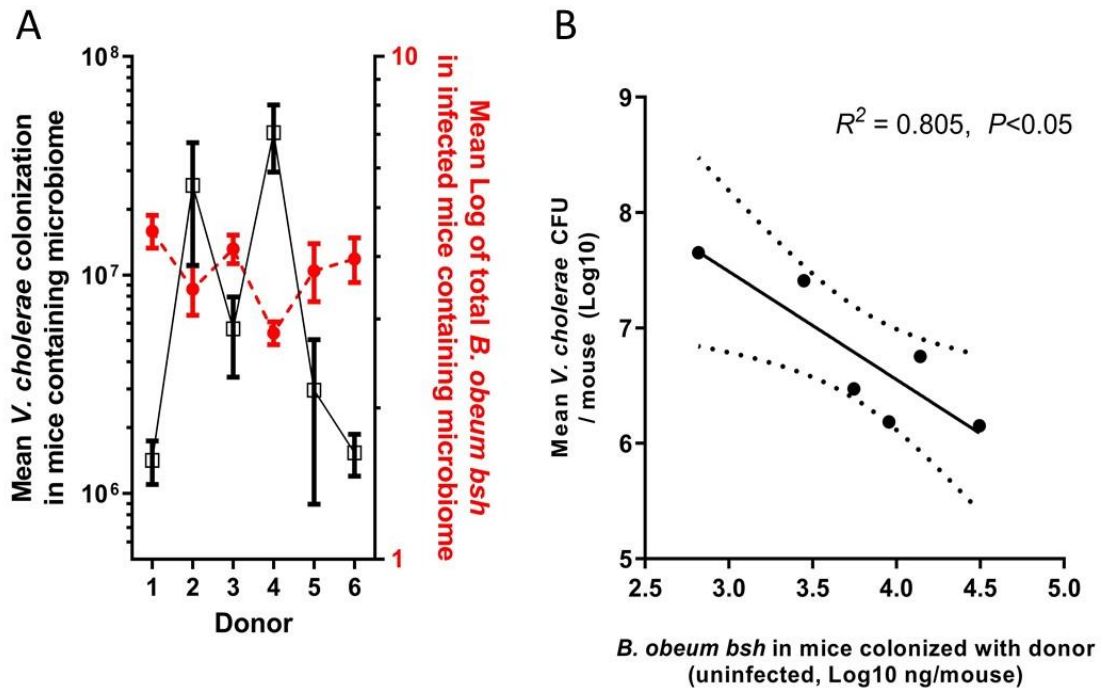 A
Mean V. cholerae colonization
in mice containing microbiome
10⁸
10⁷
10⁶
10
1
Mean Log of total B. obeum bsh
in infected mice containing microbiome
1 2 3 4 5 6
Donor
B
R² = 0.805, P<0.05
Mean V. cholerae CFU
/ mouse (Log10)
9
8
7
6
5
2.5 3.0 3.5 4.0 4.5 5.0
B. obeum bsh in mice colonized with donor
(uninfected, Log10 ng/mouse)